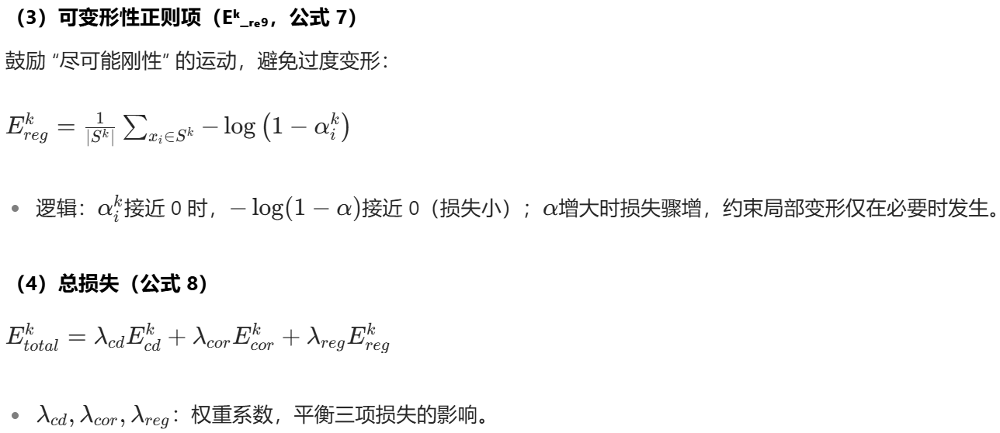 （3）可变形性正则项（Eᵏ_ᵣₑ₉，公式 7）
鼓励 “尽可能刚性” 的运动，避免过度变形：
$E_{reg}^{k} = \frac{1}{|S^{k}|} \sum_{x_i \in S^{k}} -\log\left(1 - \alpha_i^{k}\right)$
• 逻辑：$\alpha_i^{k}$接近 0 时，$-\log(1-\alpha)$接近 0（损失小）；$\alpha$增大时损失骤增，约束局部变形仅在必要时发生。
（4）总损失（公式 8）
$E_{total}^{k} = \lambda_{cd} E_{cd}^{k} + \lambda_{cor} E_{cor}^{k} + \lambda_{reg} E_{reg}^{k}$
• $\lambda_{cd}, \lambda_{cor}, \lambda_{reg}$：权重系数，平衡三项损失的影响。